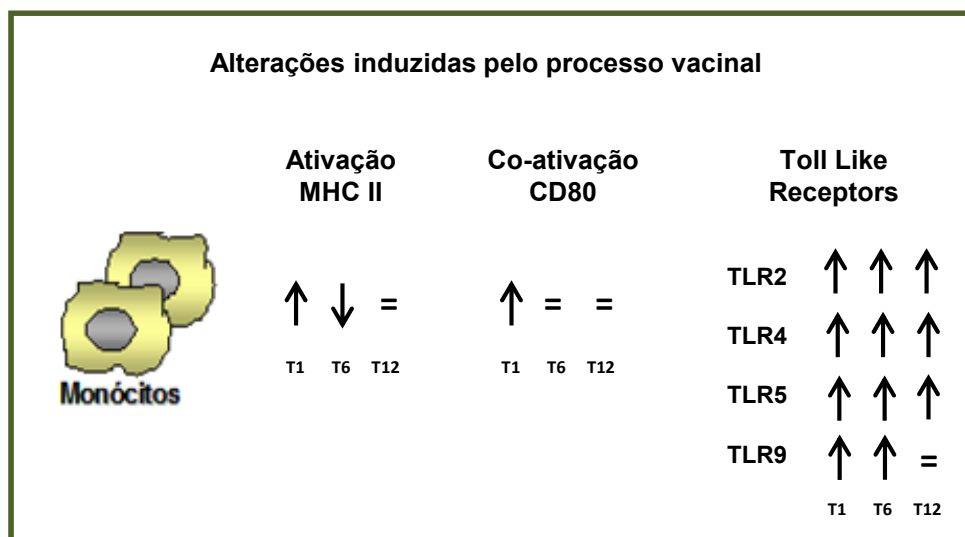 Alterações induzidas pelo processo vacinal
Ativação
MHC II
Co-ativação
CD80
Toll Like
Receptors
Monócitos
↑ ↓ =
T1 T6 T12
↑ = =
T1 T6 T12
TLR2 ↑ ↑ ↑
TLR4 ↑ ↑ ↑
TLR5 ↑ ↑ ↑
TLR9 ↑ ↑ =
T1 T6 T12